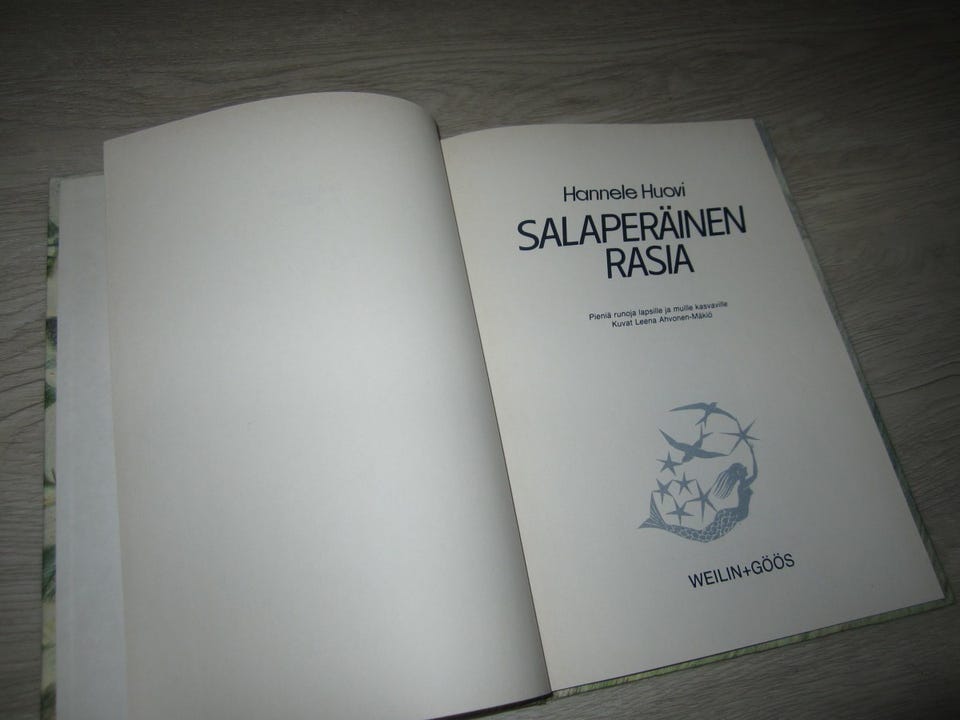 Hannele Huovi
SALAPERÄINEN
RASIA
Pieniä runoja lapsille ja muille kasvaville
Kuvat Leena Ahvonen-Mäkiö
WEILIN+GÖÖS